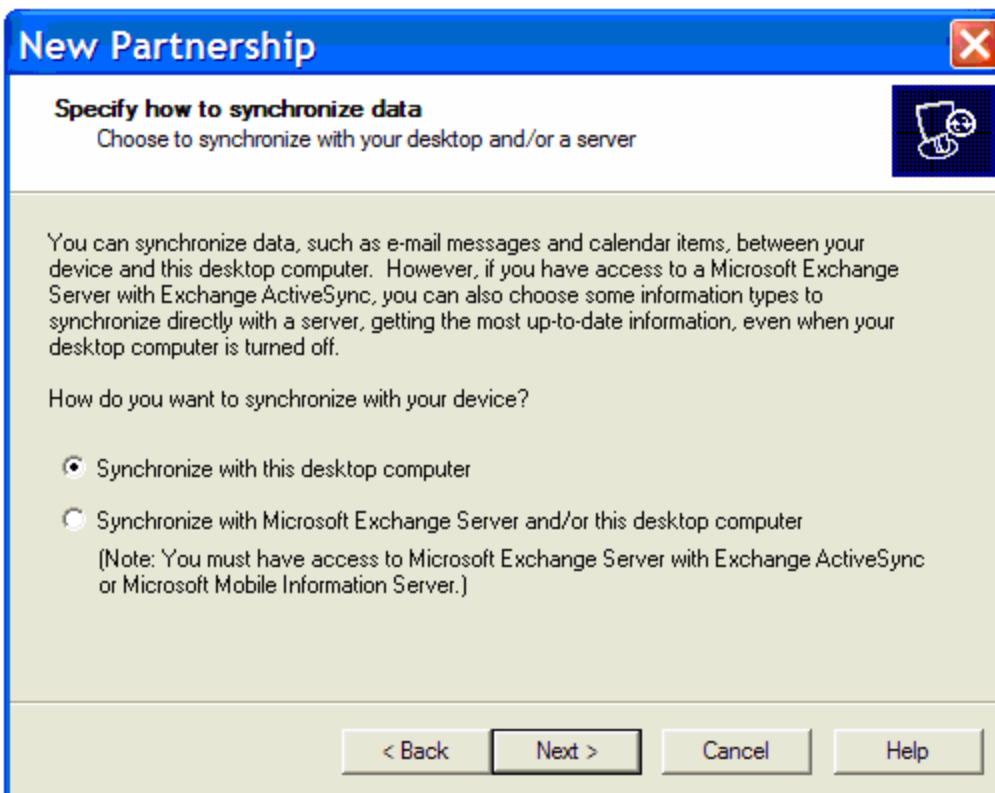 New Partnership
Specify how to synchronize data
Choose to synchronize with your desktop and/or a server
You can synchronize data, such as e-mail messages and calendar items, between your
device and this desktop computer.  However, if you have access to a Microsoft Exchange
Server with Exchange ActiveSync, you can also choose some information types to
synchronize directly with a server, getting the most up-to-date information, even when your
desktop computer is turned off.
How do you want to synchronize with your device?
Synchronize with this desktop computer
Synchronize with Microsoft Exchange Server and/or this desktop computer
(Note: You must have access to Microsoft Exchange Server with Exchange ActiveSync
or Microsoft Mobile Information Server.)
< Back Next > Cancel Help